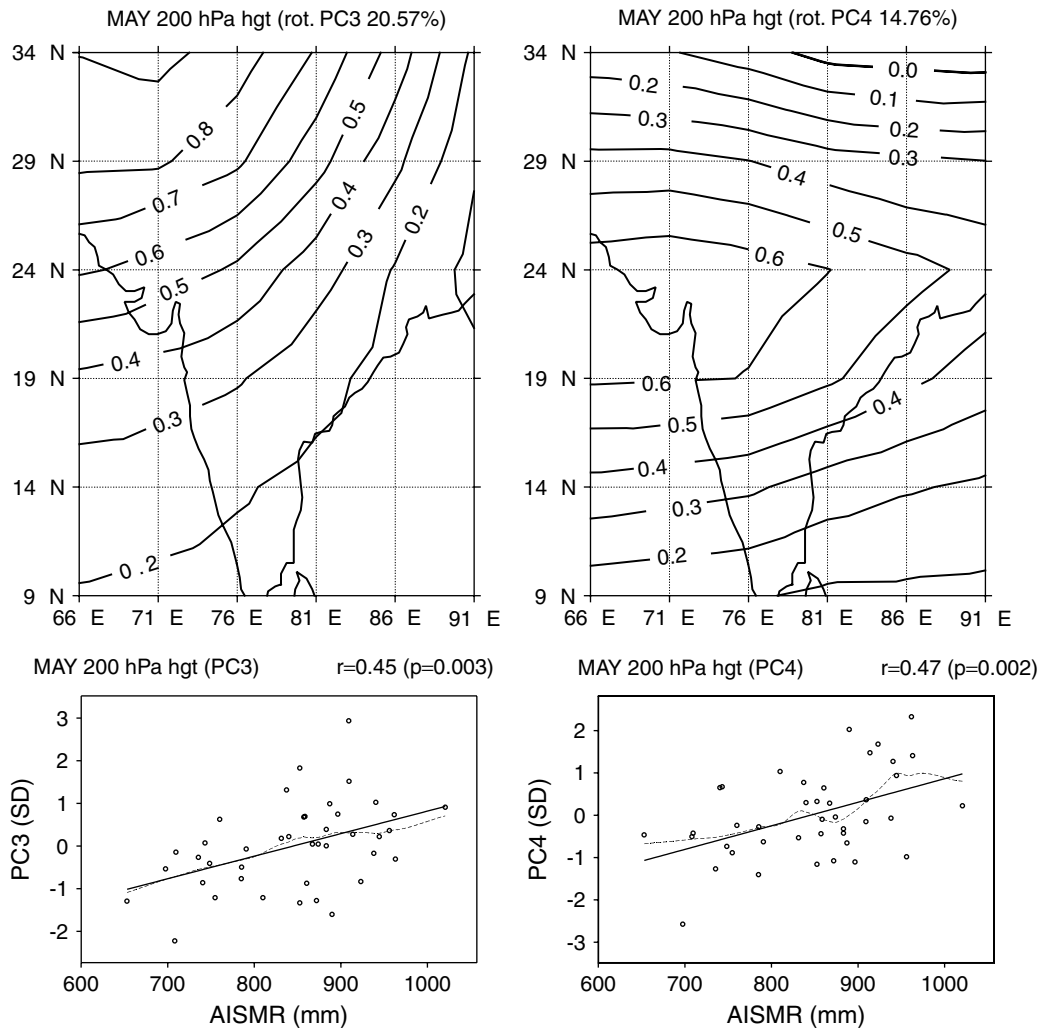 MAY 200 hPa hgt (rot. PC3 20.57%)
34 N
29 N
24 N
19 N
14 N
9 N
66 E 71 E 76 E 81 E 86 E 91 E
0.8
0.7
0.6
0.5
0.4
0.3
0.2
0.5
0.4
0.3
0.2
MAY 200 hPa hgt (rot. PC4 14.76%)
34 N
29 N
24 N
19 N
14 N
9 N
66 E 71 E 76 E 81 E 86 E 91 E
0.0
0.1
0.2
0.3
0.2
0.3
0.4
0.5
0.6
0.6
0.5
0.4
0.3
0.2
0.4
MAY 200 hPa hgt (PC3) r=0.45 (p=0.003)
PC3 (SD)
3
2
1
0
-1
-2
600 700 800 900 1000
AISMR (mm)
MAY 200 hPa hgt (PC4) r=0.47 (p=0.002)
PC4 (SD)
2
1
0
-1
-2
-3
600 700 800 900 1000
AISMR (mm)